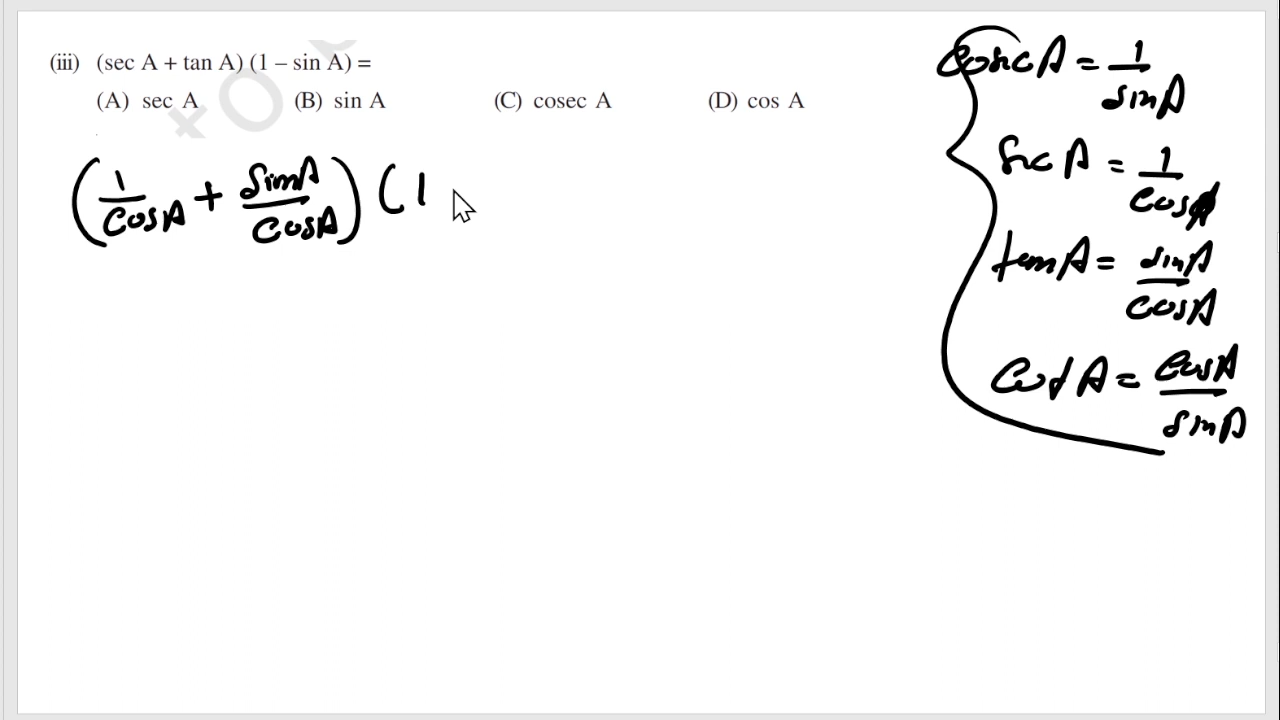 (iii) (sec A + tan A) (1 – sin A) =
(A) sec A (B) sin A (C) cosec A (D) cos A
(1/cosA + sinA/cosA) (1
cosecA = 1/sinA
secA = 1/cosA
tanA = sinA/cosA
cotA = cosA/sinA